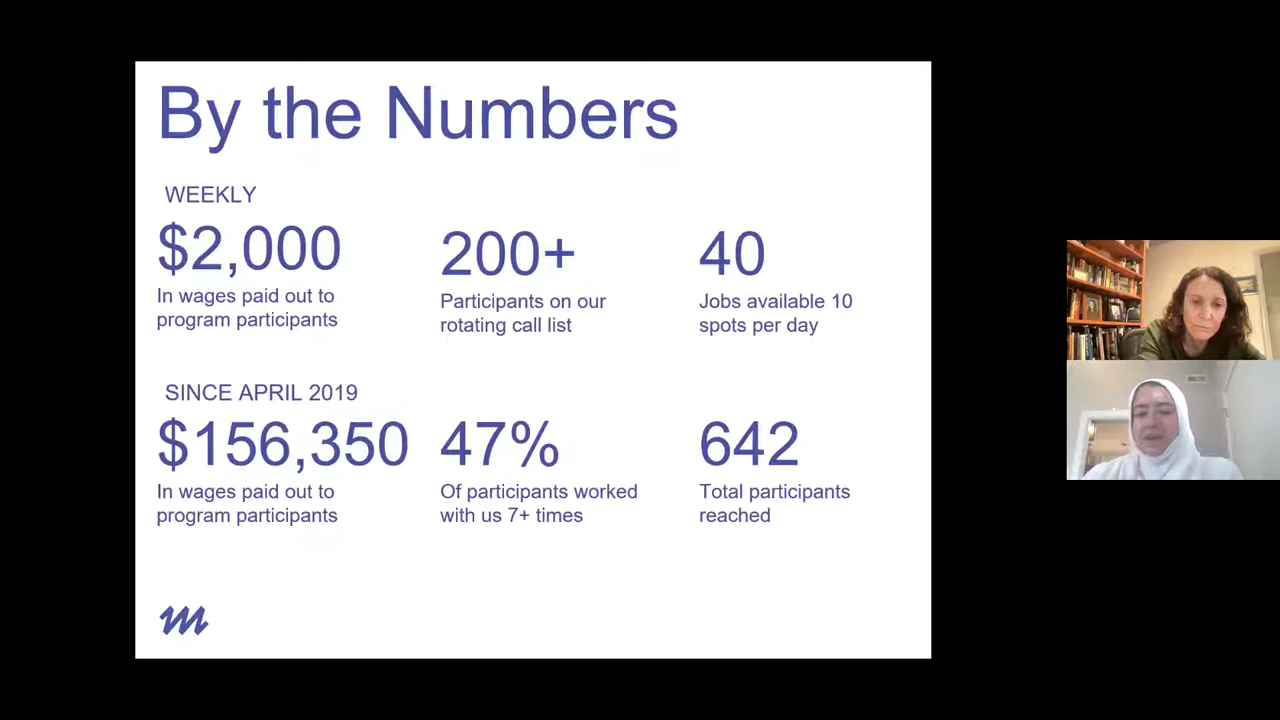 By the Numbers
WEEKLY
$2,000
In wages paid out to
program participants
200+
Participants on our
rotating call list
40
Jobs available 10
spots per day
SINCE APRIL 2019
$156,350
In wages paid out to
program participants
47%
Of participants worked
with us 7+ times
642
Total participants
reached
m